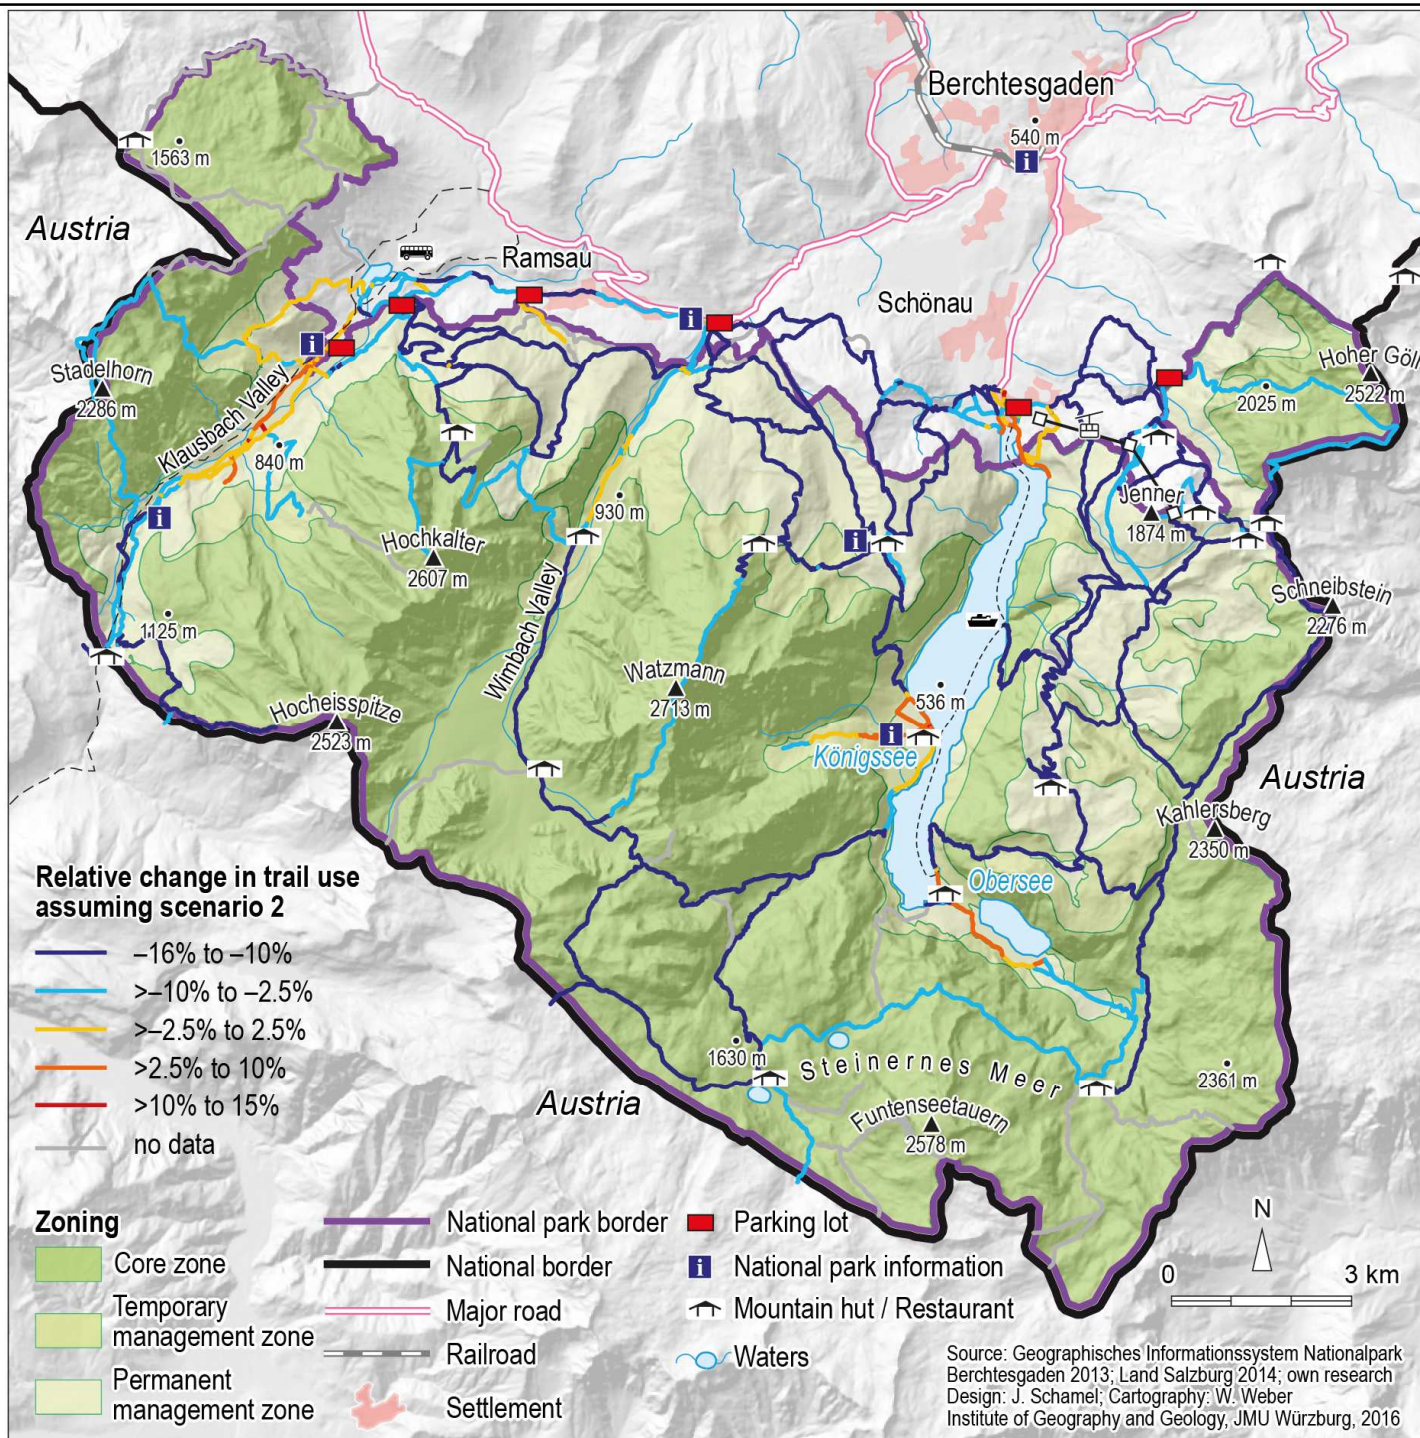 Berchtesgaden
540 m
i
1563 m
Austria
Ramsau
Schönau
i
i
Stadelhorn
2286 m
Klausbach Valley
840 m
Hoher Göll
2522 m
2025 m
i
930 m
Jenner
1874 m
Hochkalter
2607 m
i
Schneibstein
2276 m
1125 m
Wimbach Valley
Watzmann
2713 m
536 m
Hocheisspitze
2523 m
i
Königssee
Austria
Kahlersberg
2350 m
Obersee
1630 m
Steinernes Meer
2361 m
Austria
Funtenseetauern
2578 m
Relative change in trail use
assuming scenario 2
–16% to –10%
>–10% to –2.5%
>–2.5% to 2.5%
>2.5% to 10%
>10% to 15%
no data
Zoning
Core zone
Temporary
management zone
Permanent
management zone
National park border
National border
Major road
Railroad
Settlement
Parking lot
i National park information
Mountain hut / Restaurant
Waters
N
0 3 km
Source: Geographisches Informationssystem Nationalpark
Berchtesgaden 2013; Land Salzburg 2014; own research
Design: J. Schamel; Cartography: W. Weber
Institute of Geography and Geology, JMU Würzburg, 2016